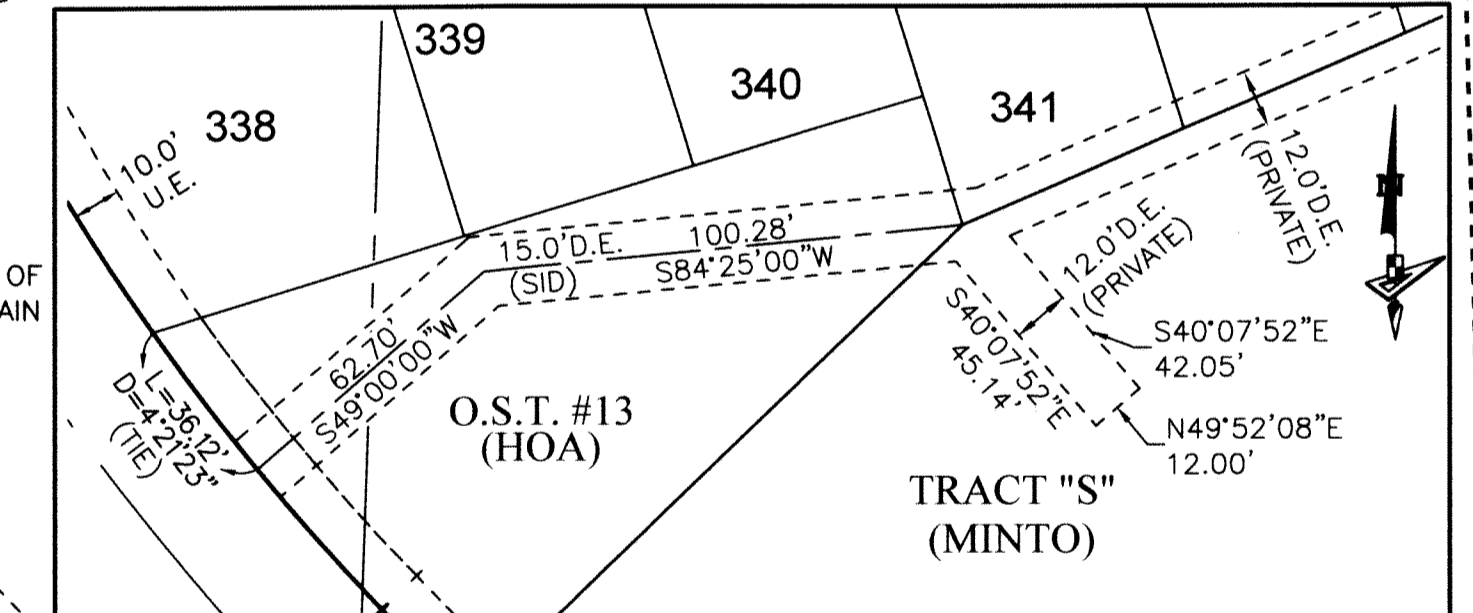 339
338
340
341
10.0'
U.E.
OF
AIN
15.0'D.E.
(SID)
100.28'
S84°25'00"W
12.0'D.E.
(PRIVATE)
12.0'D.E.
(PRIVATE)
62.70'
S49°00'00"W
L=36.12'
D=4°21'23"
(TIE)
O.S.T. #13
(HOA)
S40°07'52"E
45.14'
S40°07'52"E
42.05'
N49°52'08"E
12.00'
TRACT "S"
(MINTO)
N